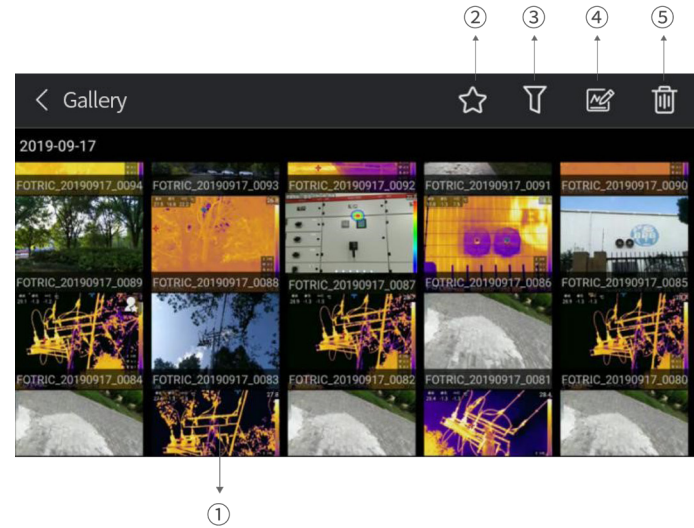 ② ③ ④ ⑤
Gallery
2019-09-17
FOTRIC_20190917_0094 FOTRIC_20190917_0093 FOTRIC_20190917_0092 FOTRIC_20190917_0091 FOTRIC_20190917_0090
FOTRIC_20190917_0089 FOTRIC_20190917_0088 FOTRIC_20190917_0087 FOTRIC_20190917_0086 FOTRIC_20190917_0085
FOTRIC_20190917_0084 FOTRIC_20190917_0083 FOTRIC_20190917_0082 FOTRIC_20190917_0081 FOTRIC_20190917_0080
①